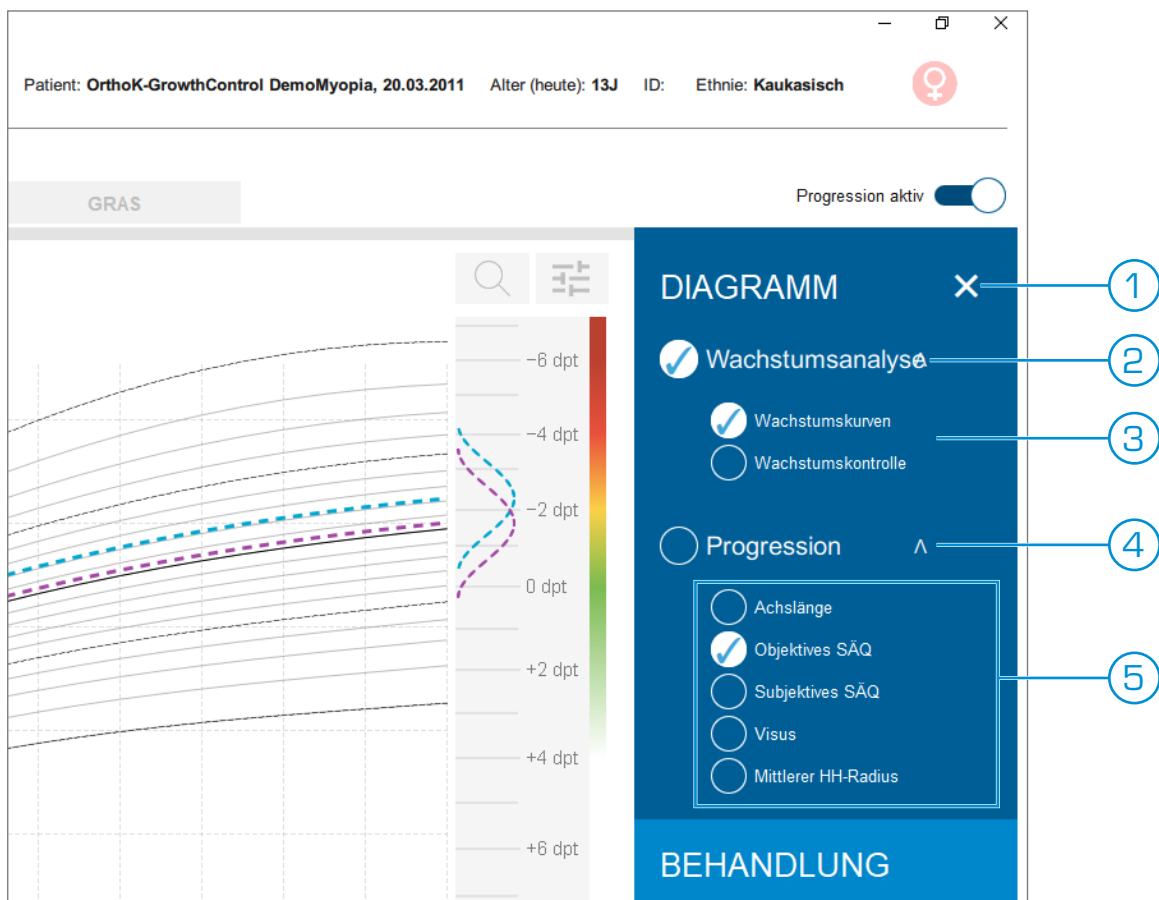 Patient: OrthoK-GrowthControl DemoMyopia, 20.03.2011 Alter (heute): 13J ID: Ethnie: Kaukasisch
GRAS
Progression aktiv
DIAGRAMM
1
Wachstumsanalyse
2
Wachstumskurven
3
Wachstumskontrolle
Progression
4
Achslänge
Objektives SÄQ
Subjektives SÄQ
5
Visus
Mittlerer HH-Radius
BEHANDLUNG
−6 dpt
−4 dpt
−2 dpt
0 dpt
+2 dpt
+4 dpt
+6 dpt